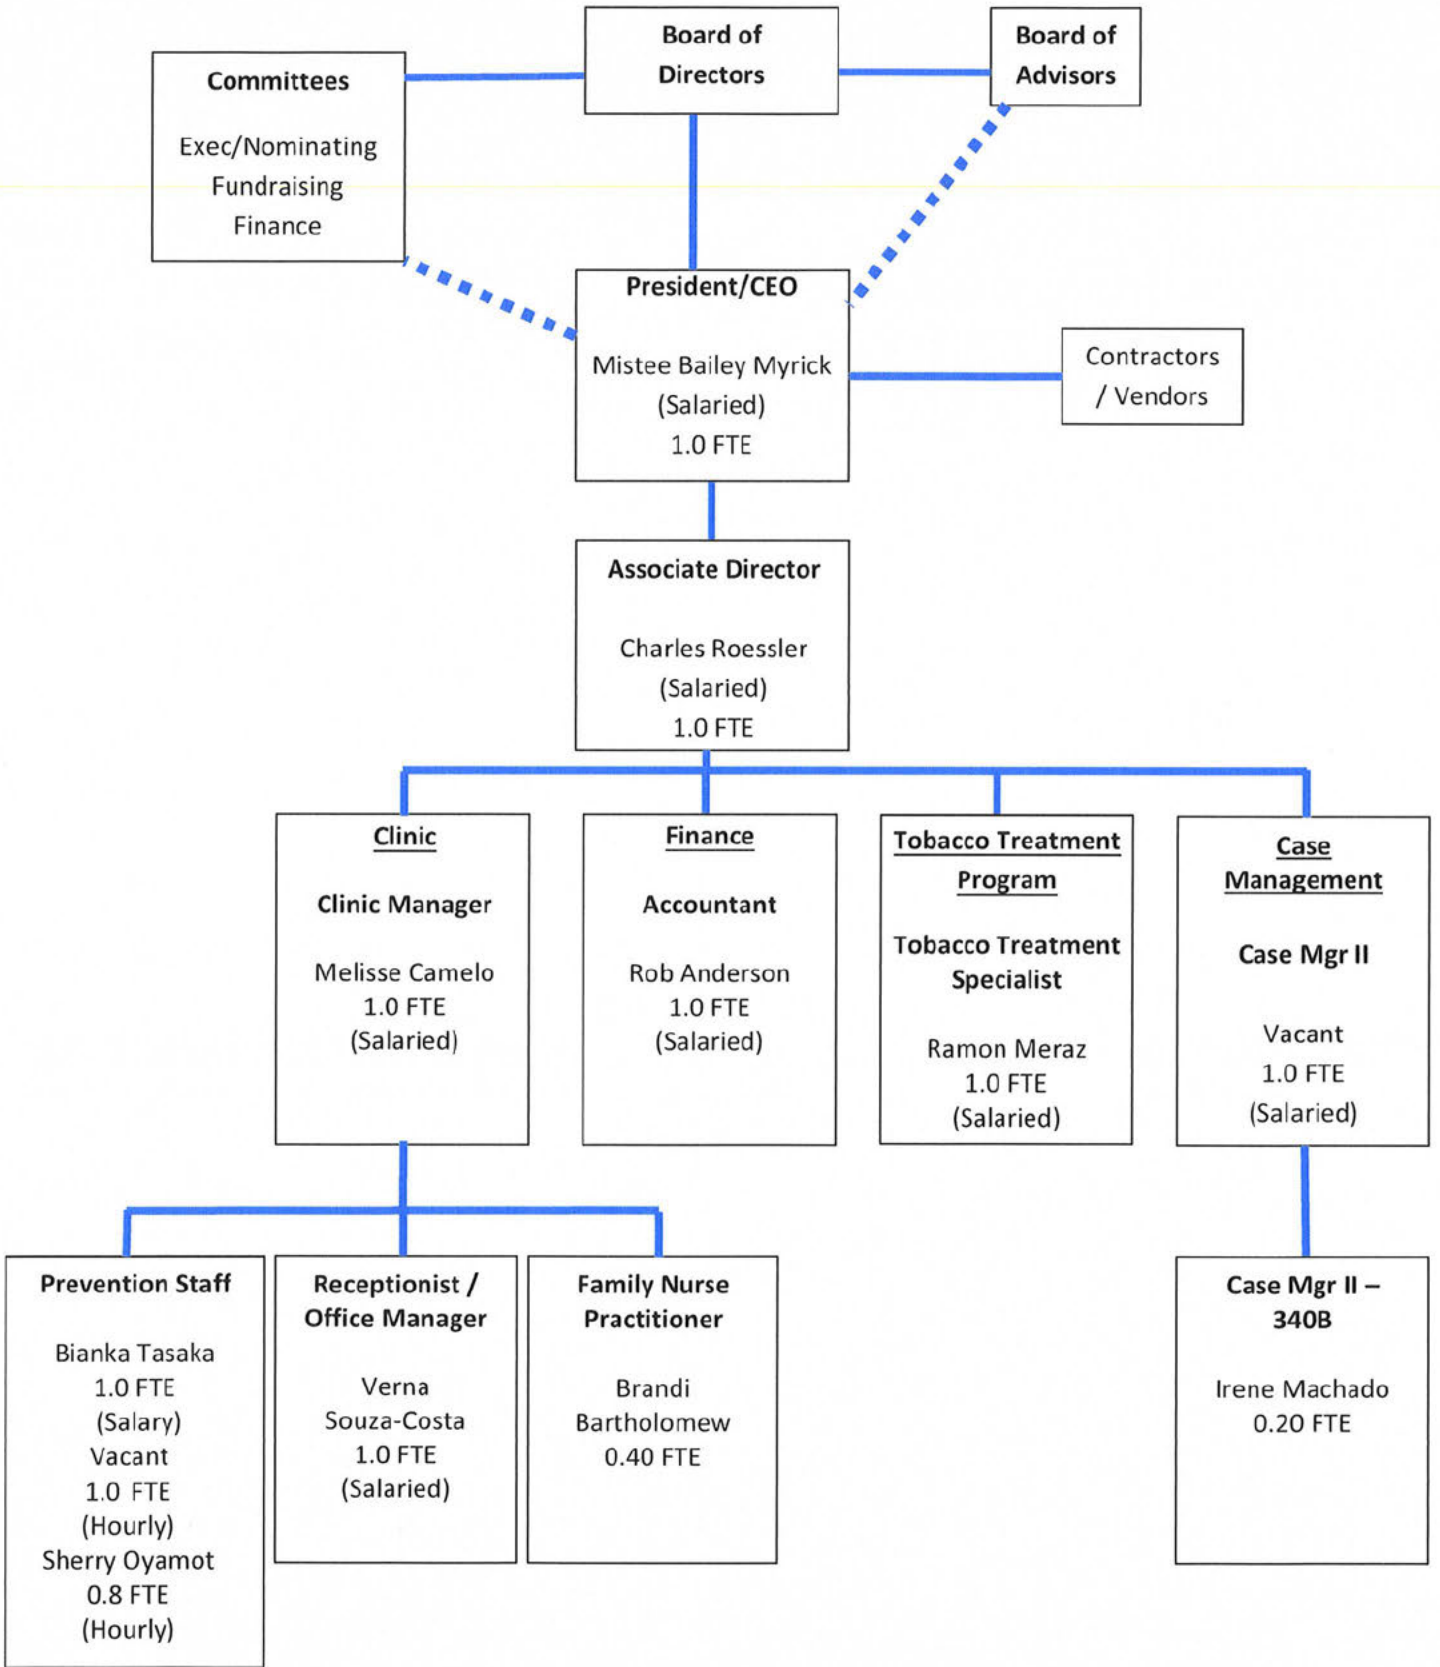 Board of
Directors
Board of
Advisors
Committees
Exec/Nominating
Fundraising
Finance
President/CEO
Mistee Bailey Myrick
(Salaried)
1.0 FTE
Contractors
/ Vendors
Associate Director
Charles Roessler
(Salaried)
1.0 FTE
Clinic
Clinic Manager
Melisse Camelo
1.0 FTE
(Salaried)
Finance
Accountant
Rob Anderson
1.0 FTE
(Salaried)
Tobacco Treatment
Program
Tobacco Treatment
Specialist
Ramon Meraz
1.0 FTE
(Salaried)
Case
Management
Case Mgr II
Vacant
1.0 FTE
(Salaried)
Prevention Staff
Bianka Tasaka
1.0 FTE
(Salary)
Vacant
1.0 FTE
(Hourly)
Sherry Oyamot
0.8 FTE
(Hourly)
Receptionist /
Office Manager
Verna
Souza-Costa
1.0 FTE
(Salaried)
Family Nurse
Practitioner
Brandi
Bartholomew
0.40 FTE
Case Mgr II –
340B
Irene Machado
0.20 FTE